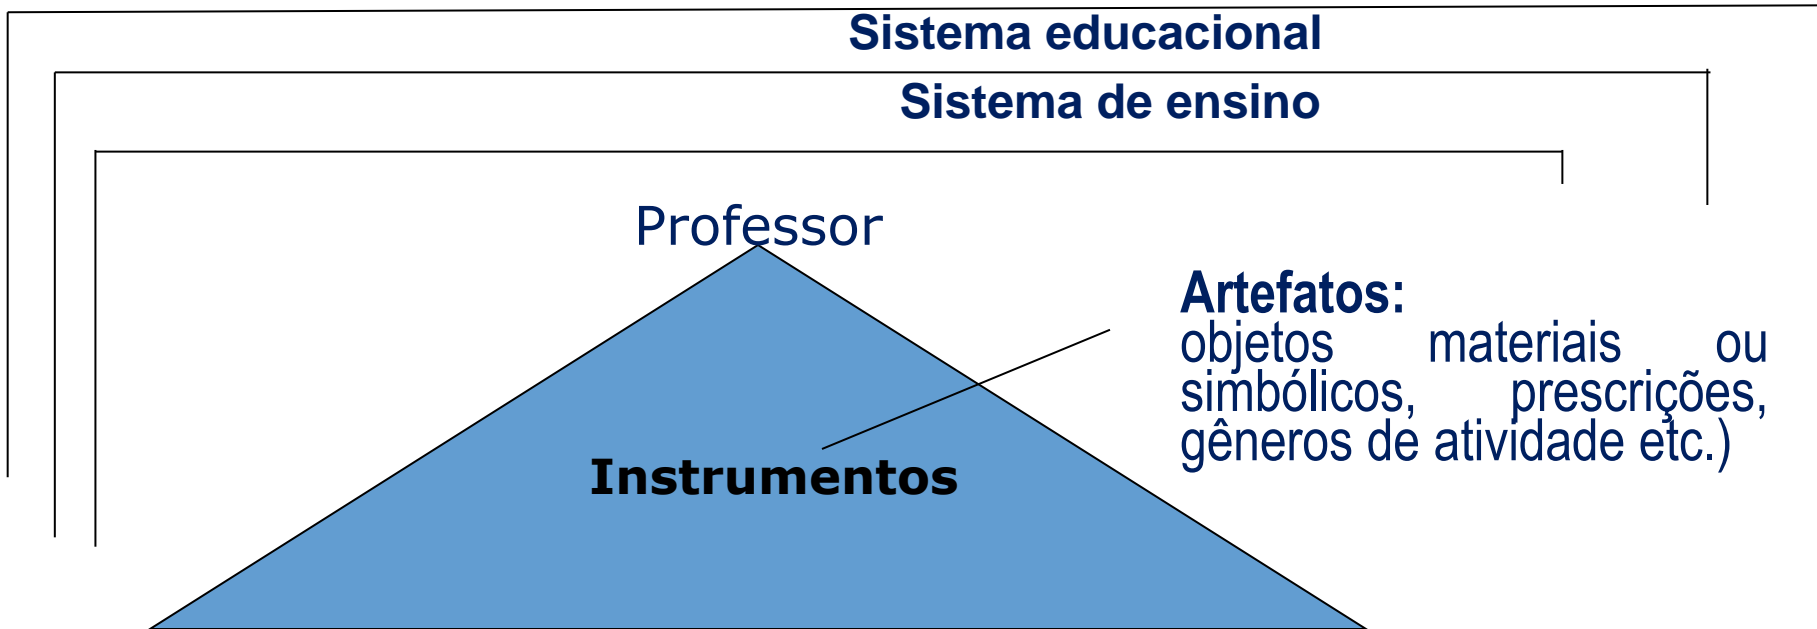 Sistema educacional
Sistema de ensino
Professor
Artefatos:
objetos materiais ou
simbólicos, prescrições,
gêneros de atividade etc.)
Instrumentos